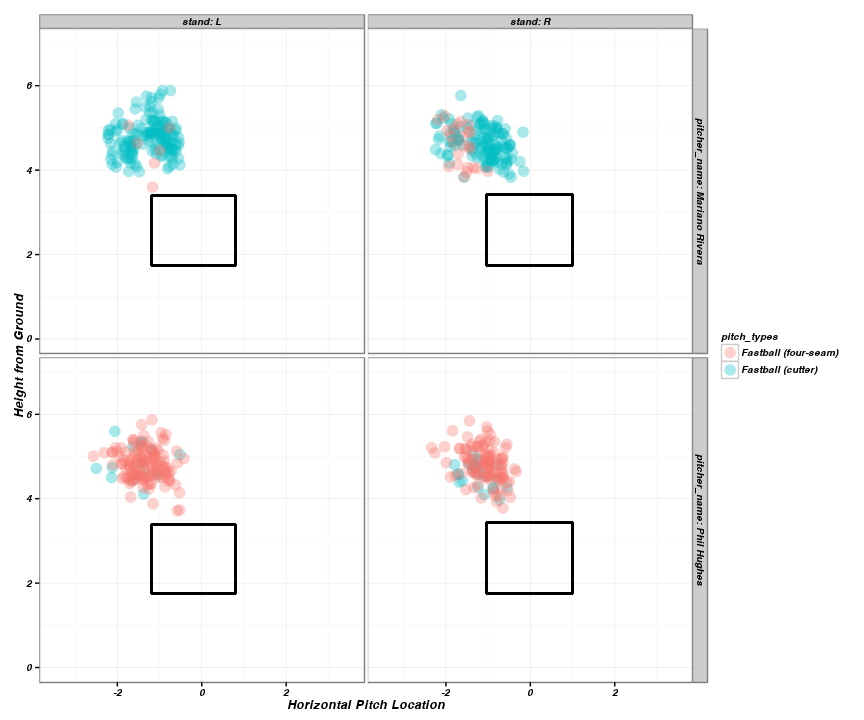 stand: L
stand: R
6
4
2
0
pitcher_name: Mariano Rivera
6
4
2
0
pitcher_name: Phil Hughes
Height from Ground
-2
0
2
-2
0
2
Horizontal Pitch Location
pitch_types
Fastball (four-seam)
Fastball (cutter)